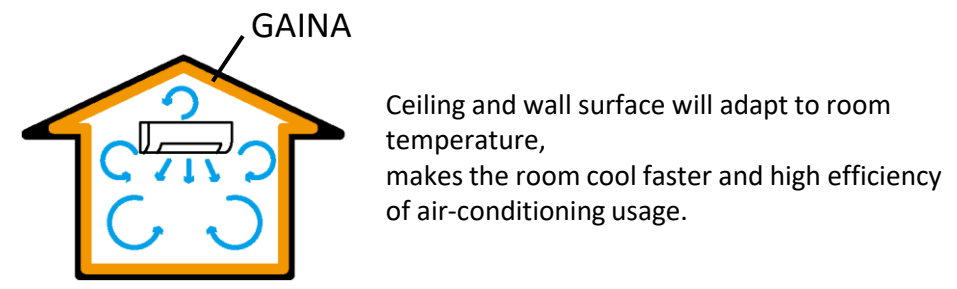 GAINA
Ceiling and wall surface will adapt to room
temperature,
makes the room cool faster and high efficiency
of air-conditioning usage.